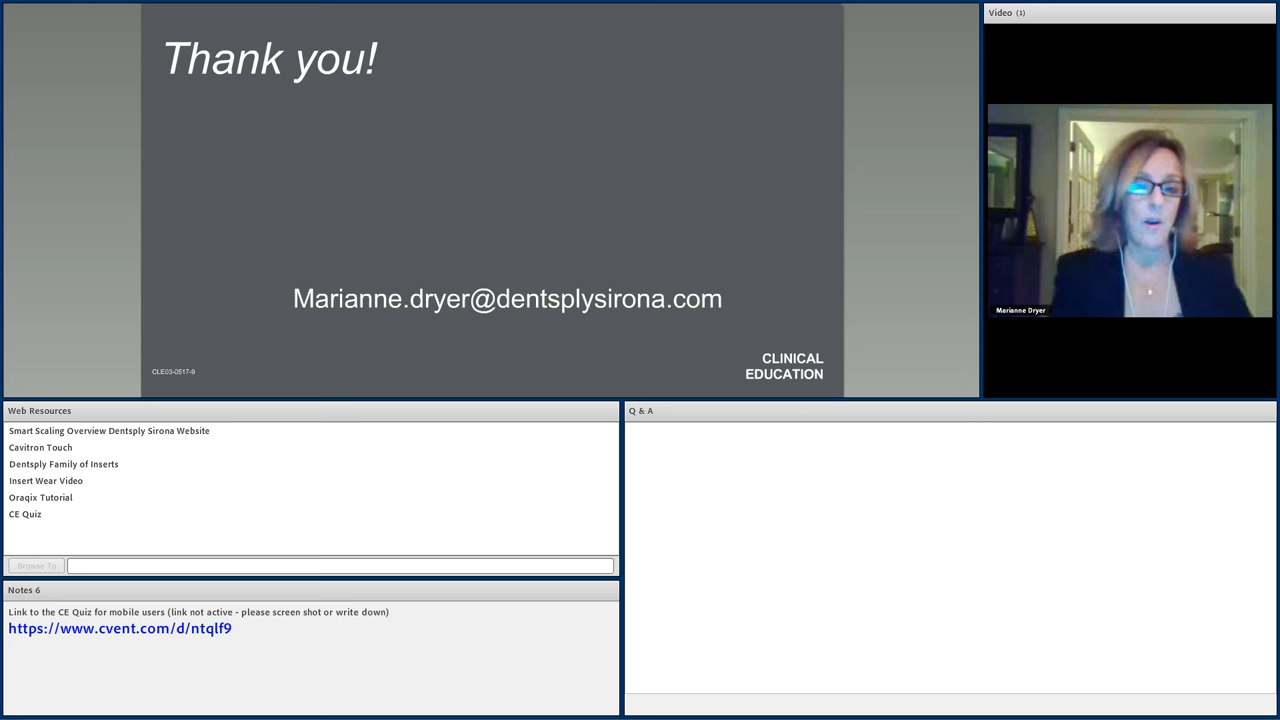 Thank you!
Marianne.dryer@dentsplysirona.com
CLINICAL
EDUCATION
CLE03-0517-9
Video (1)
Marianne Dryer
Web Resources
Smart Scaling Overview Dentsply Sirona Website
Cavitron Touch
Dentsply Family of Inserts
Insert Wear Video
Oraqix Tutorial
CE Quiz
Browse To
Notes 6
Link to the CE Quiz for mobile users (link not active - please screen shot or write down)
https://www.cvent.com/d/ntqlf9
Q & A